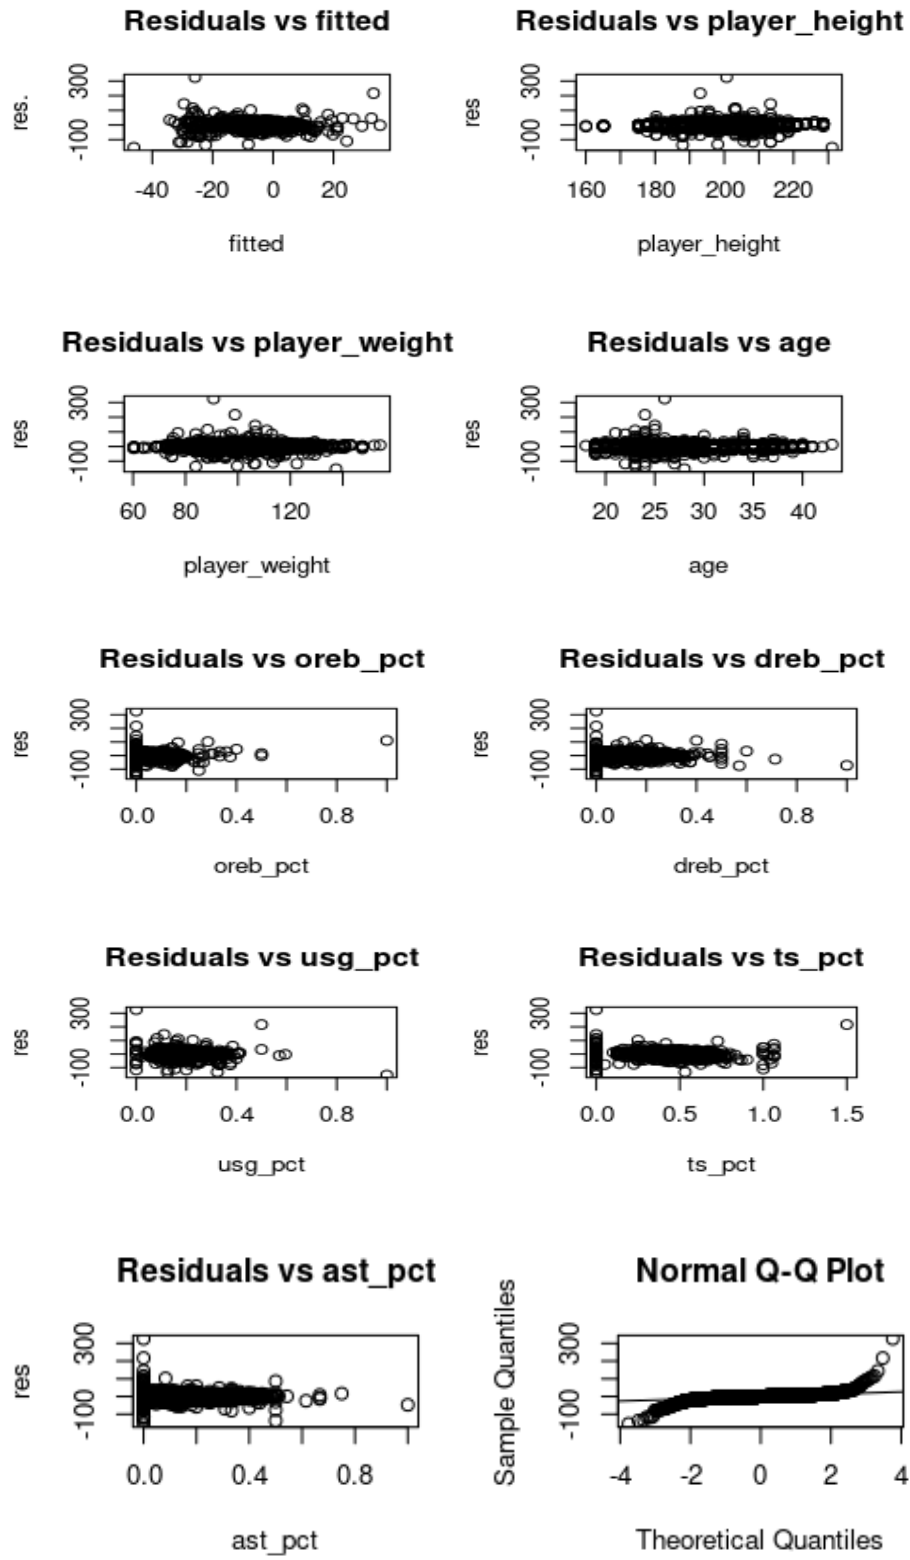 Residuals vs fitted
res.
300
-100
-40 -20 0 20
fitted
Residuals vs player_height
res
300
-100
160 180 200 220
player_height
Residuals vs player_weight
res
300
-100
60 80 120
player_weight
Residuals vs age
res
300
-100
20 25 30 35 40
age
Residuals vs oreb_pct
res
300
-100
0.0 0.4 0.8
oreb_pct
Residuals vs dreb_pct
res
300
-100
0.0 0.4 0.8
dreb_pct
Residuals vs usg_pct
res
300
-100
0.0 0.4 0.8
usg_pct
Residuals vs ts_pct
res
300
-100
0.0 0.5 1.0 1.5
ts_pct
Residuals vs ast_pct
res
300
-100
0.0 0.4 0.8
ast_pct
Normal Q-Q Plot
Sample Quantiles
300
-100
-4 -2 0 2 4
Theoretical Quantiles